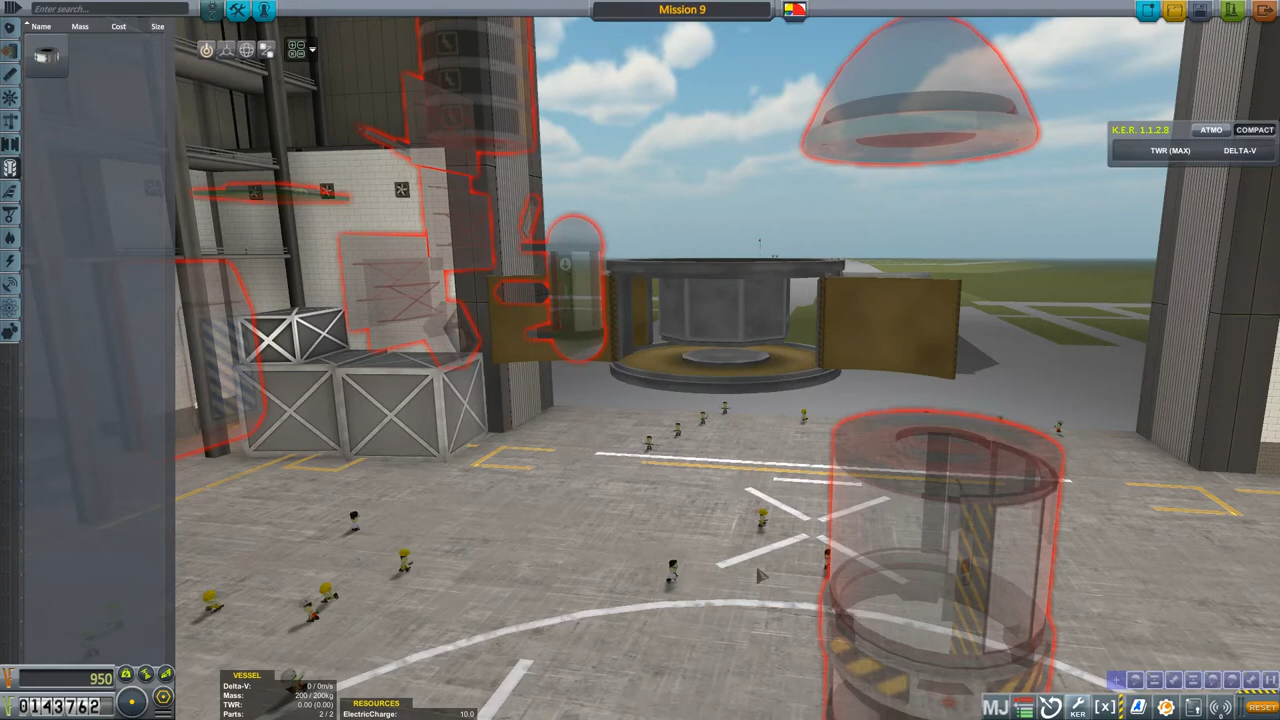 Enter search...
Mission 9
Name Mass Cost Size
K.E.R. 1.1.2.8 ATMO COMPACT
TWR (MAX) DELTA-V
950
0143762
VESSEL
Delta-V: 0 / 0m/s
Mass: 200 / 200kg
TWR: 0.00 (0.00)
Parts: 2 / 2
RESOURCES
ElectricCharge: 10.0
MJ
KER
[x]
RESET